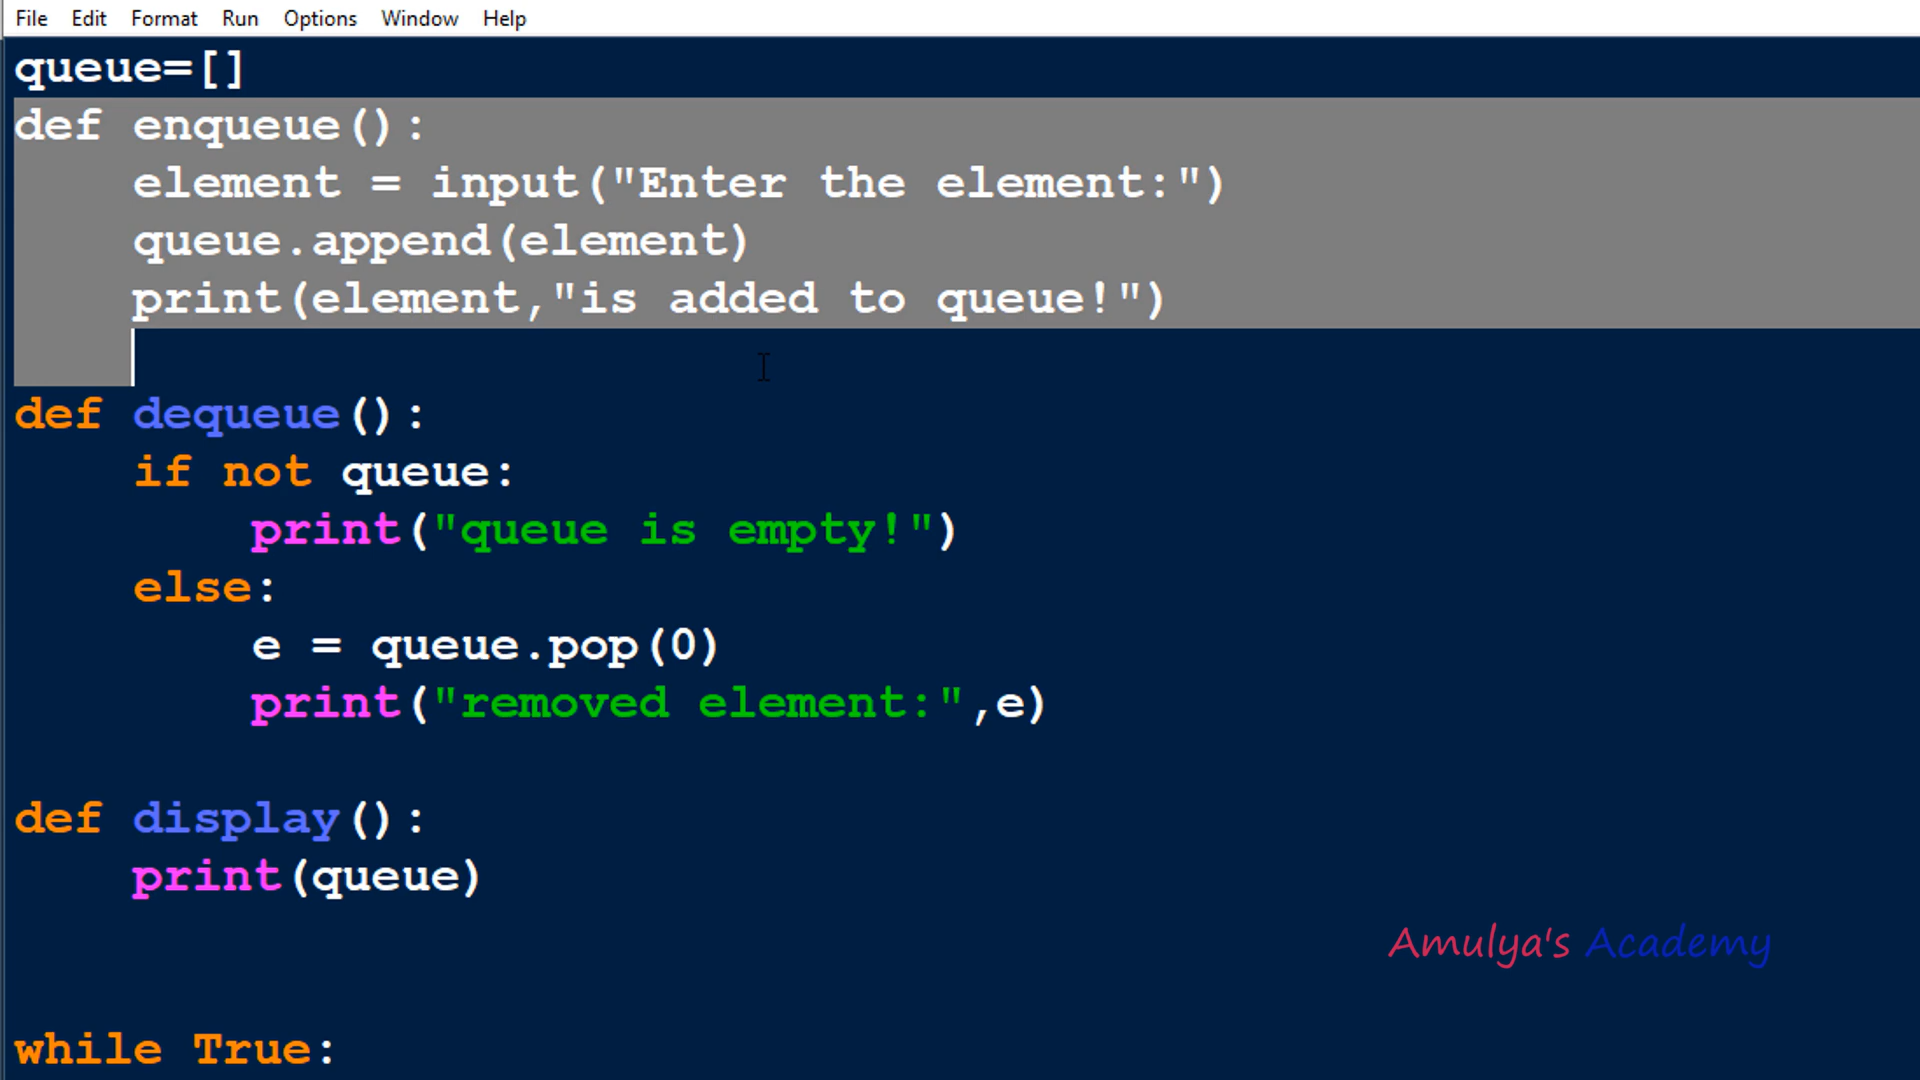 File Edit Format Run Options Window Help
queue=[]
def enqueue():
    element = input("Enter the element:")
    queue.append(element)
    print(element,"is added to queue!")
def dequeue():
    if not queue:
        print("queue is empty!")
    else:
        e = queue.pop(0)
        print("removed element:",e)
def display():
    print(queue)
Amulya's Academy
while True: